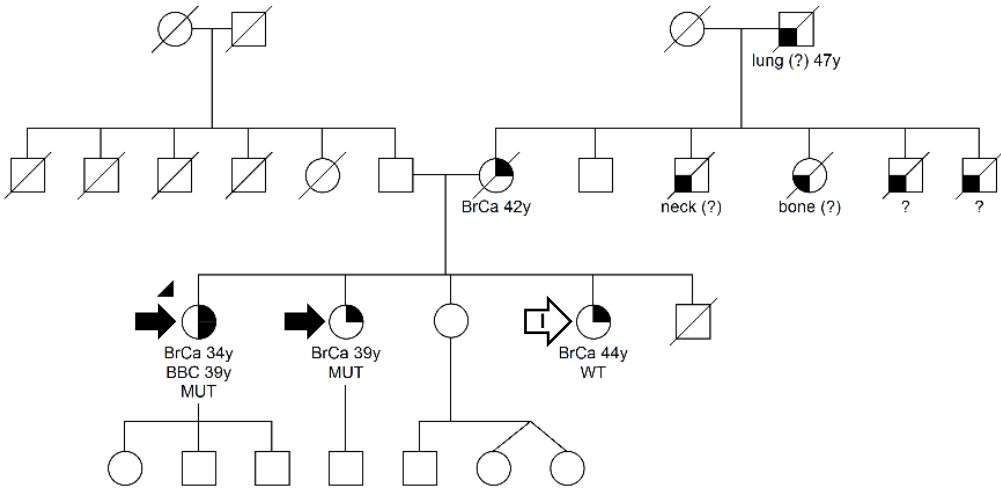 lung (?) 47y
BrCa 42y
neck (?)
bone (?)
?
?
BrCa 34y
BBC 39y
MUT
BrCa 39y
MUT
I
BrCa 44y
WT